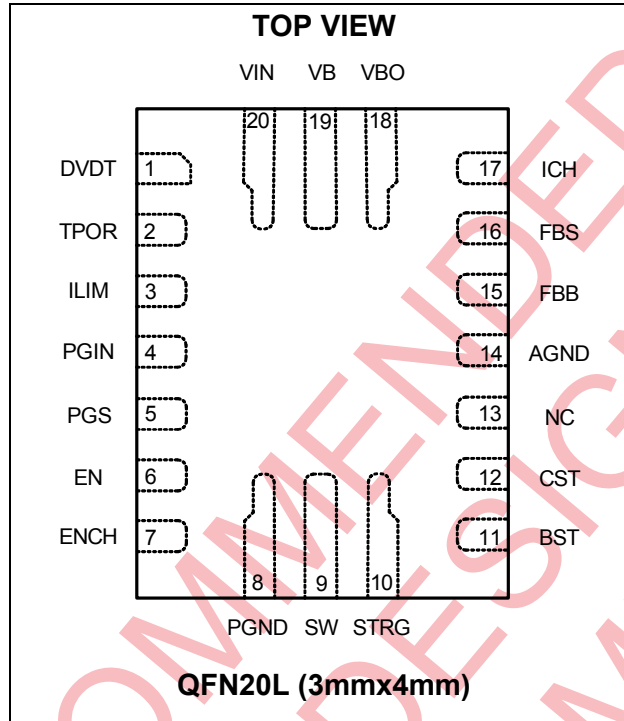 TOP VIEW
VIN VB VBO
20 19 18
DVDT 1 17 ICH
TPOR 2 16 FBS
ILIM 3 15 FBB
PGIN 4 14 AGND
PGS 5 13 NC
EN 6 12 CST
ENCH 7 11 BST
8 9 10
PGND SW STRG
QFN20L (3mmx4mm)
OMMENDED
DESIG